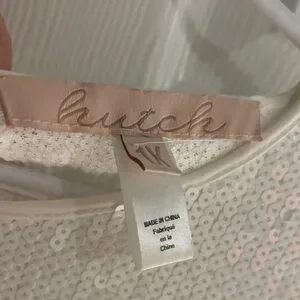 hutch
MADE IN CHINA
Fabriqué
en la
Chine